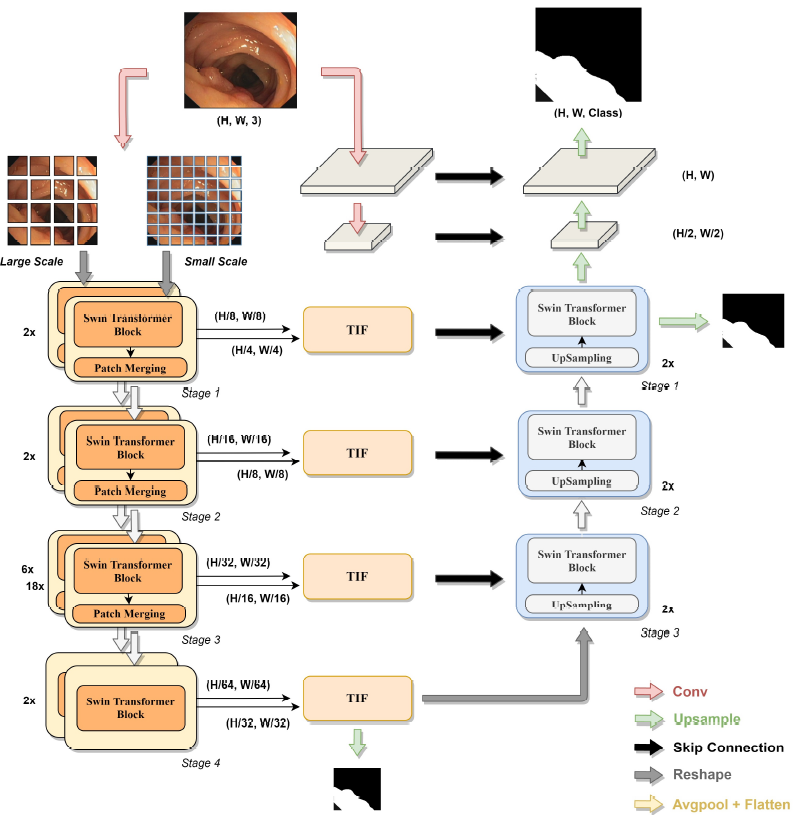 (H, W, 3)
(H, W, Class)
(H, W)
(H/2, W/2)
Large Scale
Small Scale
2x
Swin Transformer
Block
Patch Merging
Stage 1
(H/8, W/8)
(H/4, W/4)
TIF
Swin Transformer
Block
UpSampling
2x
Stage 1
2x
Swin Transformer
Block
Patch Merging
Stage 2
(H/16, W/16)
(H/8, W/8)
TIF
Swin Transformer
Block
UpSampling
2x
Stage 2
6x
18x
Swin Transformer
Block
Patch Merging
Stage 3
(H/32, W/32)
(H/16, W/16)
TIF
Swin Transformer
Block
UpSampling
2x
Stage 3
2x
Swin Transformer
Block
Stage 4
(H/64, W/64)
(H/32, W/32)
TIF
Conv
Upsample
Skip Connection
Reshape
Avgpool + Flatten